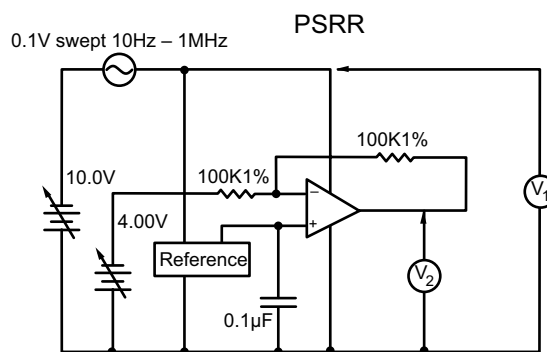 PSRR
0.1V swept 10Hz – 1MHz
100K1%
10.0V
100K1%
V1
4.00V
–
+
Reference
V2
0.1µF